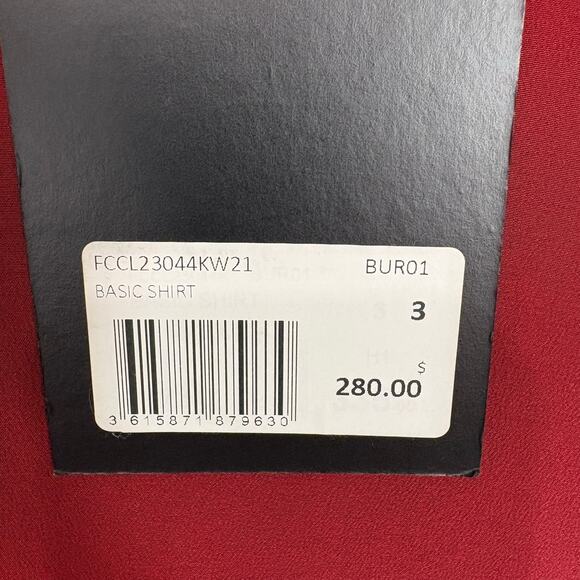 FCCL23044KW21 BUR01
BASIC SHIRT
3
$
280.00
3 615871 879630